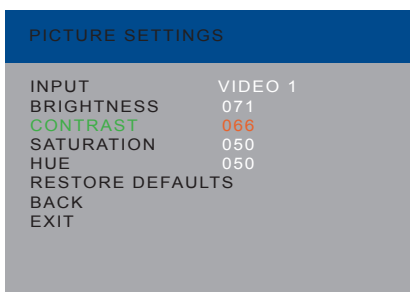 PICTURE SETTINGS
INPUT VIDEO 1
BRIGHTNESS 071
CONTRAST 066
SATURATION 050
HUE 050
RESTORE DEFAULTS
BACK
EXIT